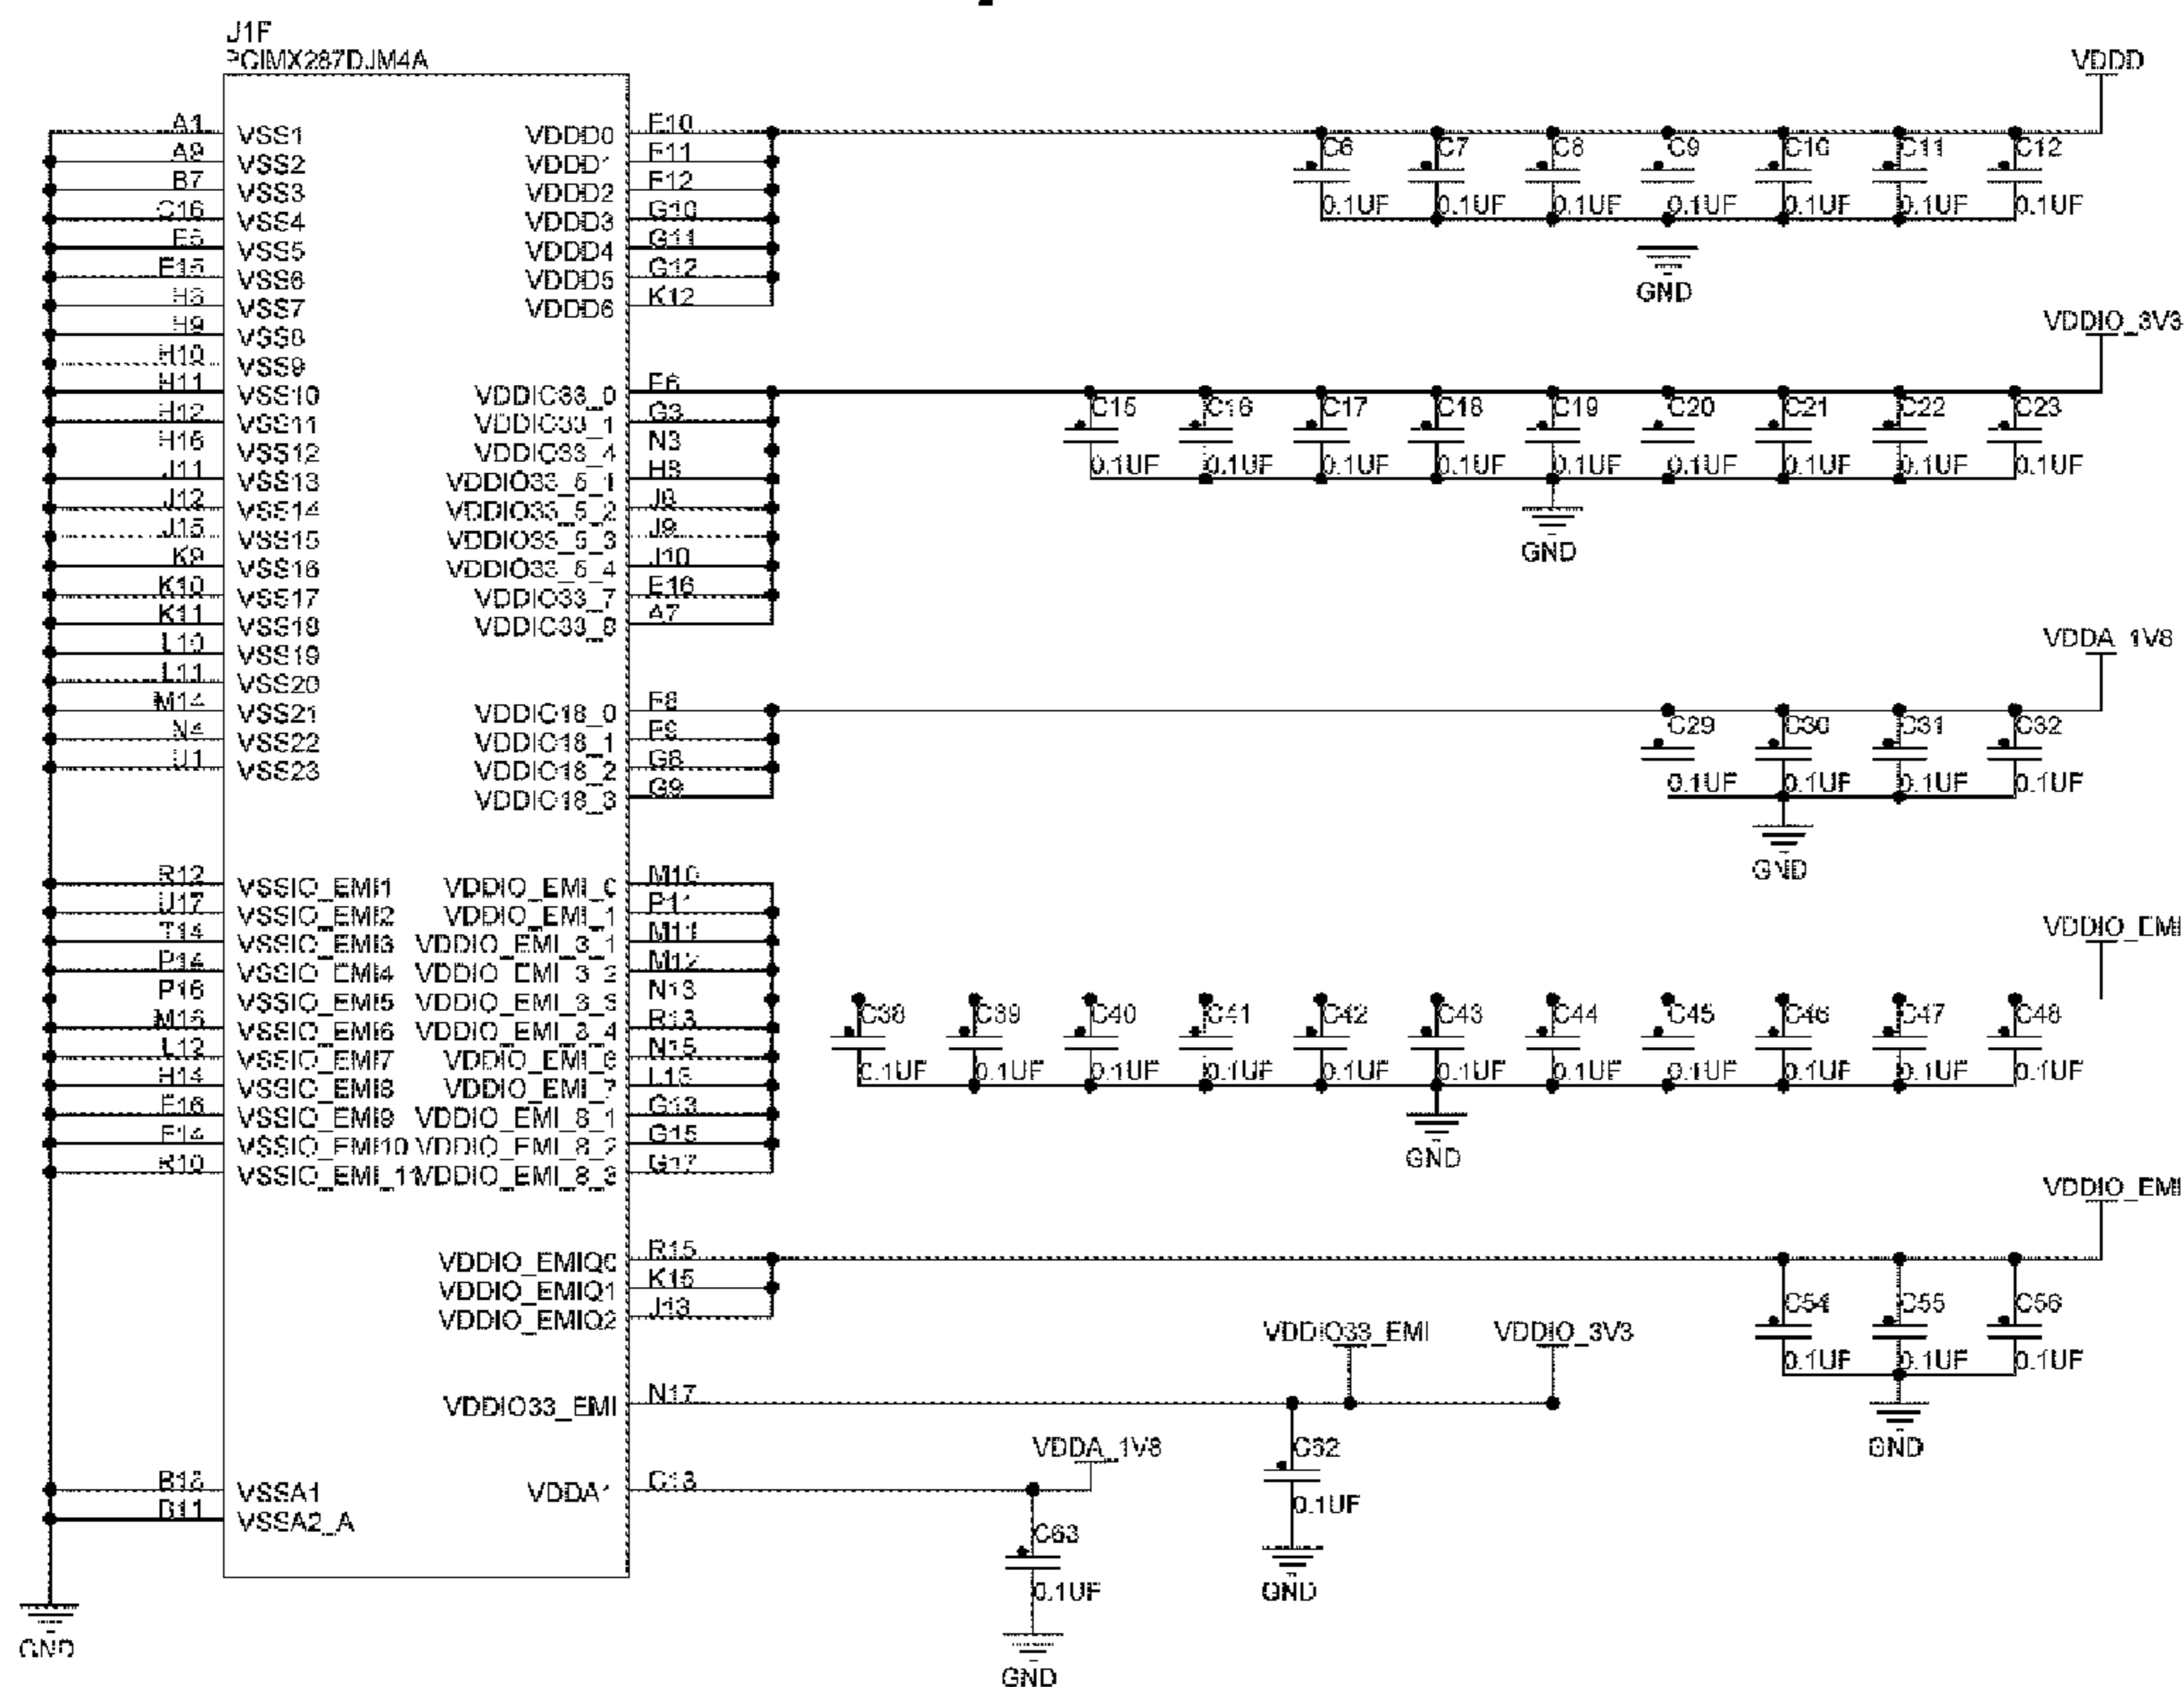 J1F
PCIMX287DJM4A
A1 VSS1 VDDD0 F10
A9 VSS2 VDDD1 F11
B7 VSS3 VDDD2 F12
C16 VSS4 VDDD3 G10
E5 VSS5 VDDD4 G11
E15 VSS6 VDDD5 G12
VSS7 VDDD6 K12
H9 VSS8
H10 VSS9
H11 VSS10 VDDIO33_0
H12 VSS11 VDDIO33_1 G3
H16 VSS12 VDDIO33_4 N3
J11 VSS13 VDDIO33_5_1 H8
J12 VSS14 VDDIO33_5_2 J8
J15 VSS15 VDDIO33_5_3 J9
K9 VSS16 VDDIO33_5_4 J10
K10 VSS17 VDDIO33_7 E16
K11 VSS18 VDDIO33_8 A7
L10 VSS19
L11 VSS20
M14 VSS21 VDDIO18_0 F8
N4 VSS22 VDDIO18_1 F9
U1 VSS23 VDDIO18_2 G8
VDDIO18_3 G9
R12 VSSIO_EMI1 VDDIO_EMI_0 M10
U17 VSSIO_EMI2 VDDIO_EMI_1 P11
T14 VSSIO_EMI3 VDDIO_EMI_3_1 M11
P14 VSSIO_EMI4 VDDIO_EMI_3_2 M12
P16 VSSIO_EMI5 VDDIO_EMI_3_3 N13
VSSIO_EMI6 VDDIO_EMI_3_4 R13
L12 VSSIO_EMI7 VDDIO_EMI_6 N15
H14 VSSIO_EMI8 VDDIO_EMI_7
F16 VSSIO_EMI9 VDDIO_EMI_8_1 G13
VSSIO_EMI10 VDDIO_EMI_8_2 G15
R10 VSSIO_EMI_11 VDDIO_EMI_8_3 G17
VDDIO_EMIQ0 R15
VDDIO_EMIQ1 K15
VDDIO_EMIQ2 J13
VDDIO33_EMI N17
VSSA1 VDDA1 C13
B11 VSSA2_A
GND
VDDD
C6 C7 C8 C9 C10 C11 C12
0.1UF 0.1UF 0.1UF 0.1UF 0.1UF 0.1UF 0.1UF
GND
VDDIO_3V3
C15 C16 C17 C18 C19 C20 C21 C22 C23
0.1UF 0.1UF 0.1UF 0.1UF 0.1UF 0.1UF 0.1UF 0.1UF 0.1UF
GND
VDDA_1V8
C29 C30 C31 C32
0.1UF 0.1UF 0.1UF 0.1UF
GND
VDDIO_EMI
C38 C39 C40 C41 C42 C43 C44 C45 C46 C47 C48
0.1UF 0.1UF 0.1UF 0.1UF 0.1UF 0.1UF 0.1UF 0.1UF 0.1UF 0.1UF 0.1UF
GND
VDDIO_EMI
C54 C55 C56
0.1UF 0.1UF 0.1UF
GND
VDDIO33_EMI VDDIO_3V3
C62
0.1UF
GND
VDDA_1V8
C63
0.1UF
GND